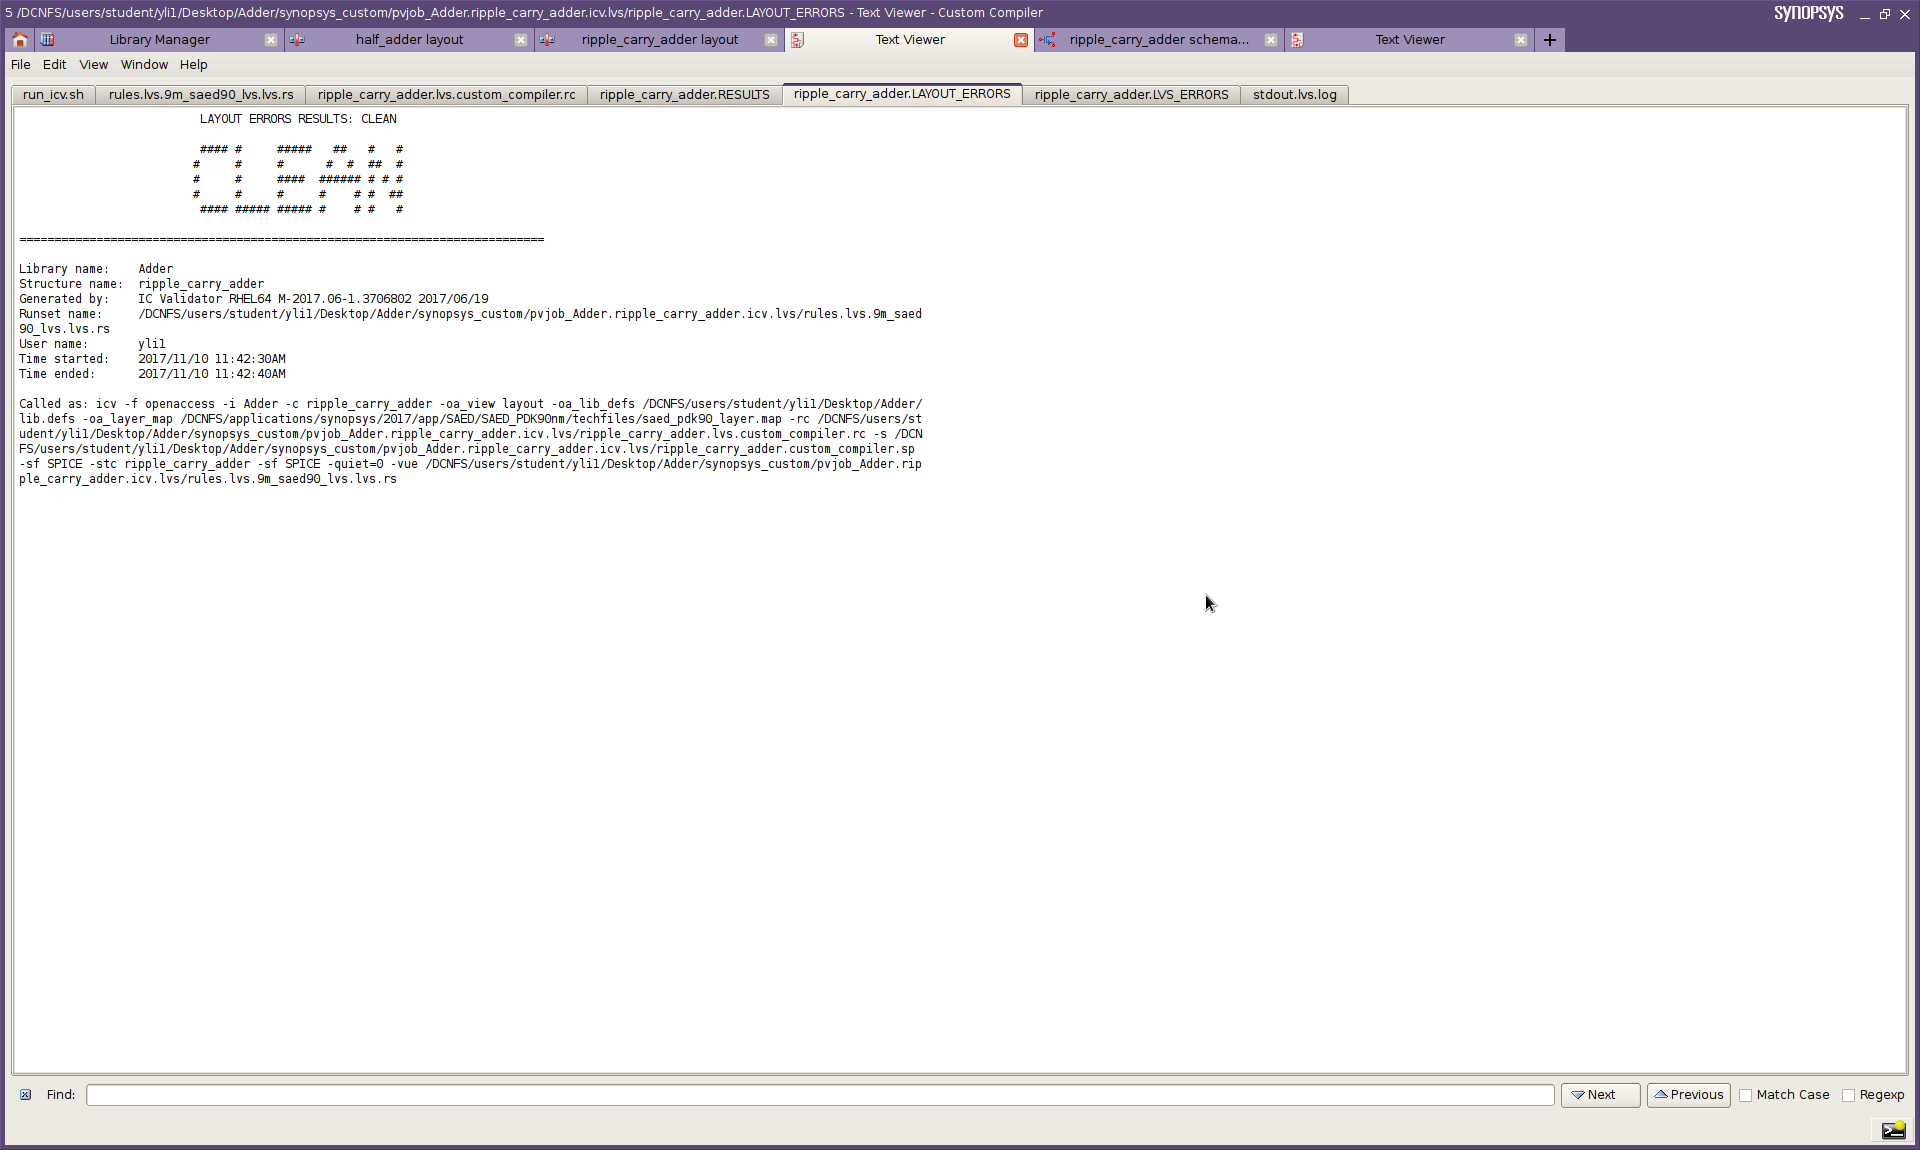 5 /DCNFS/users/student/yli1/Desktop/Adder/synopsys_custom/pvjob_Adder.ripple_carry_adder.icv.lvs/ripple_carry_adder.LAYOUT_ERRORS - Text Viewer - Custom Compiler
SYNOPSYS
Library Manager
half_adder layout
ripple_carry_adder layout
Text Viewer
ripple_carry_adder schema...
Text Viewer
File Edit View Window Help
run_icv.sh
rules.lvs.9m_saed90_lvs.lvs.rs
ripple_carry_adder.lvs.custom_compiler.rc
ripple_carry_adder.RESULTS
ripple_carry_adder.LAYOUT_ERRORS
ripple_carry_adder.LVS_ERRORS
stdout.lvs.log
LAYOUT ERRORS RESULTS: CLEAN
 #### #     #####   ##   #   #
#     #     #      #  #  ##  #
#     #     ####  ###### # # #
#     #     #     #    # #  ##
 #### ##### ##### #    # #   #
===========================================================================
Library name:    Adder
Structure name:  ripple_carry_adder
Generated by:    IC Validator RHEL64 M-2017.06-1.3706802 2017/06/19
Runset name:     /DCNFS/users/student/yli1/Desktop/Adder/synopsys_custom/pvjob_Adder.ripple_carry_adder.icv.lvs/rules.lvs.9m_saed
90_lvs.lvs.rs
User name:       yli1
Time started:    2017/11/10 11:42:30AM
Time ended:      2017/11/10 11:42:40AM
Called as: icv -f openaccess -i Adder -c ripple_carry_adder -oa_view layout -oa_lib_defs /DCNFS/users/student/yli1/Desktop/Adder/
lib.defs -oa_layer_map /DCNFS/applications/synopsys/2017/app/SAED/SAED_PDK90nm/techfiles/saed_pdk90_layer.map -rc /DCNFS/users/st
udent/yli1/Desktop/Adder/synopsys_custom/pvjob_Adder.ripple_carry_adder.icv.lvs/ripple_carry_adder.lvs.custom_compiler.rc -s /DCN
FS/users/student/yli1/Desktop/Adder/synopsys_custom/pvjob_Adder.ripple_carry_adder.icv.lvs/ripple_carry_adder.custom_compiler.sp
-sf SPICE -stc ripple_carry_adder -sf SPICE -quiet=0 -vue /DCNFS/users/student/yli1/Desktop/Adder/synopsys_custom/pvjob_Adder.rip
ple_carry_adder.icv.lvs/rules.lvs.9m_saed90_lvs.lvs.rs
Find:
Next
Previous
Match Case
Regexp